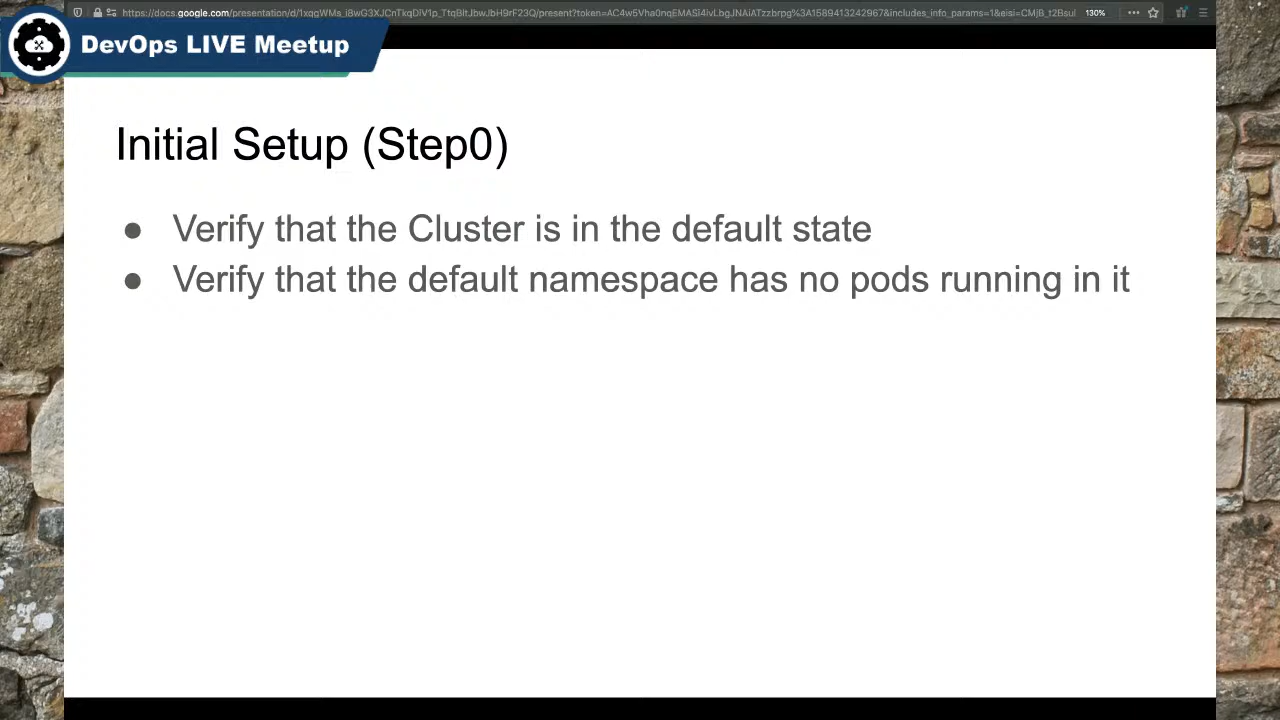 DevOps LIVE Meetup
130%
Initial Setup (Step0)
● Verify that the Cluster is in the default state
● Verify that the default namespace has no pods running in it